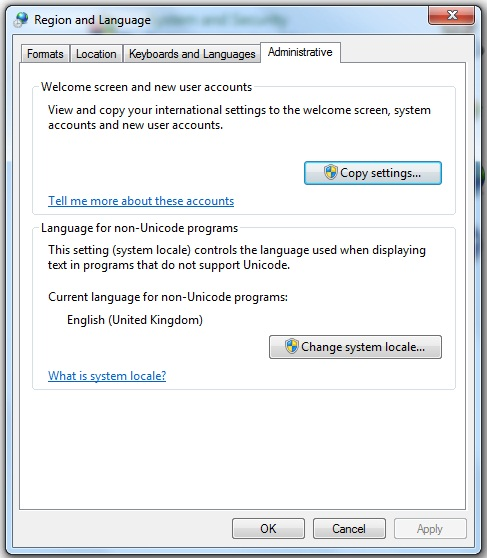 Region and Language
Formats
Location
Keyboards and Languages
Administrative
Welcome screen and new user accounts
View and copy your international settings to the welcome screen, system
accounts and new user accounts.
Copy settings...
Tell me more about these accounts
Language for non-Unicode programs
This setting (system locale) controls the language used when displaying
text in programs that do not support Unicode.
Current language for non-Unicode programs:
English (United Kingdom)
Change system locale...
What is system locale?
OK
Cancel
Apply